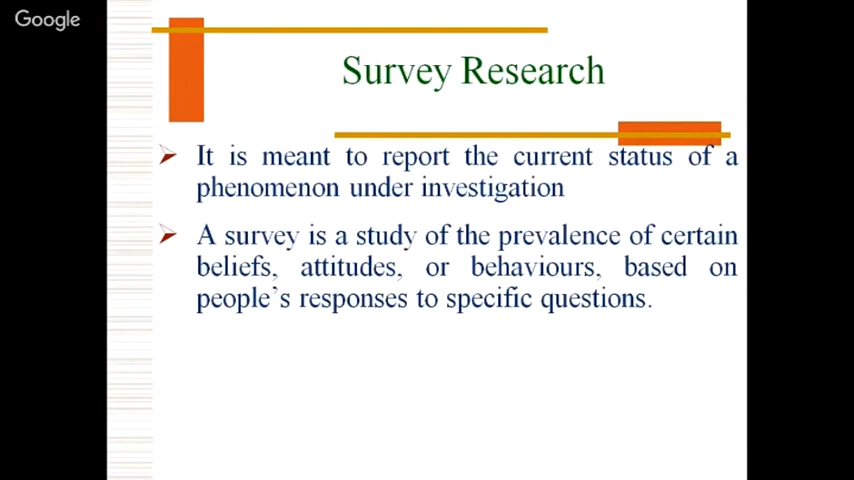 Google
Survey Research
It is meant to report the current status of a
phenomenon under investigation
A survey is a study of the prevalence of certain
beliefs, attitudes, or behaviours, based on
people's responses to specific questions.